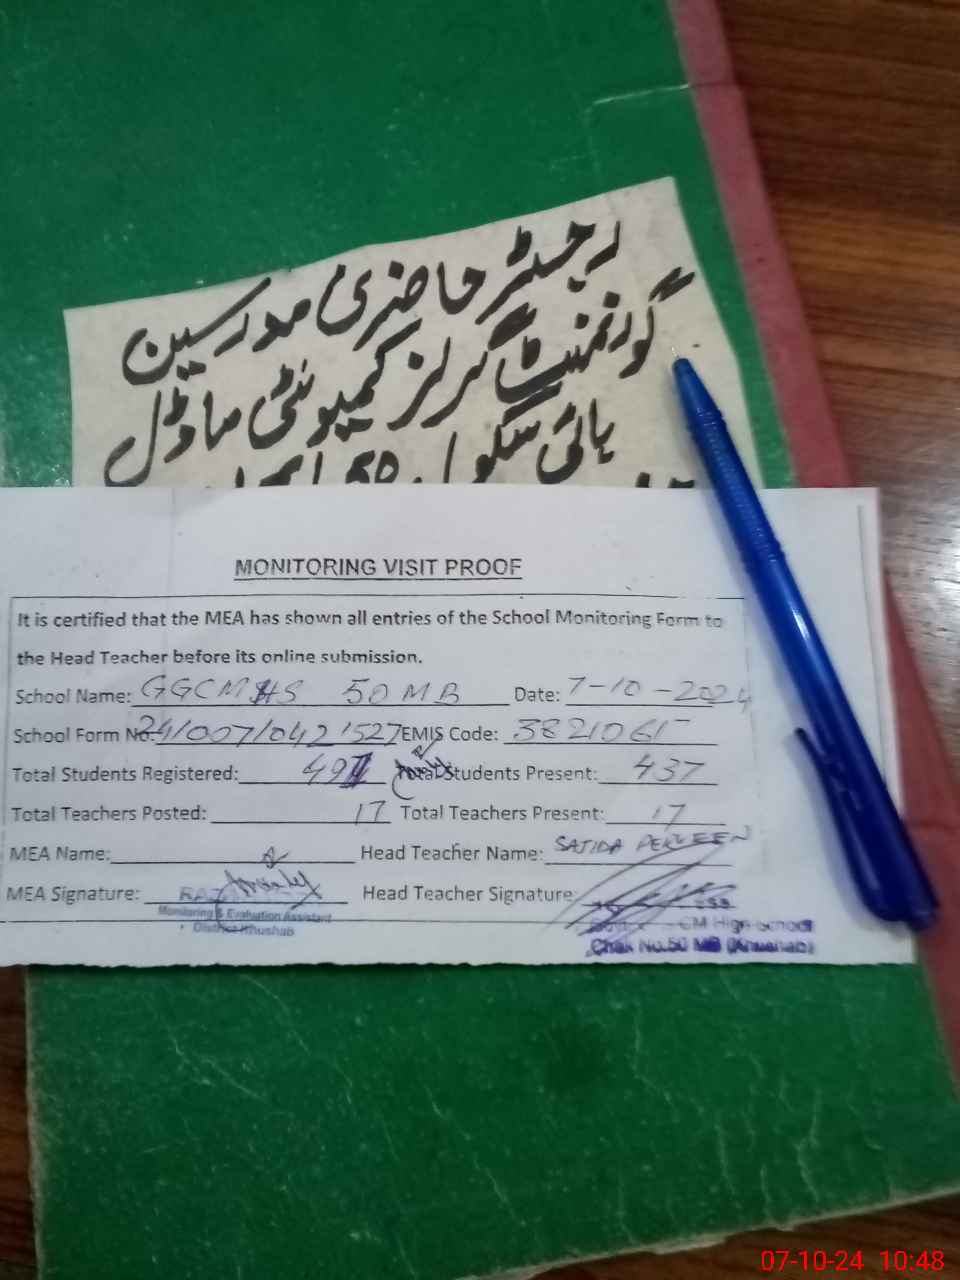 رجسٹر حاضری مدرسین
گورنمنٹ گرلز کمیونٹی ماڈل
ہائی سکول 50
MONITORING VISIT PROOF
It is certified that the MEA has shown all entries of the School Monitoring Form to
the Head Teacher before its online submission.
School Name: GGCMHS 50 MB Date: 7-10-2024
School Form No: 24/007/0421527 EMIS Code: 3821061
Total Students Registered: Total Students Present: 437
Total Teachers Posted: 17 Total Teachers Present: 17
MEA Name: Head Teacher Name: SAJIDA PERVEEN
MEA Signature: Head Teacher Signature:
Monitoring & Evaluation Assistant
District Khushab
CM High School
Chak No.50 MB (Khushab)
07-10-24 10:48